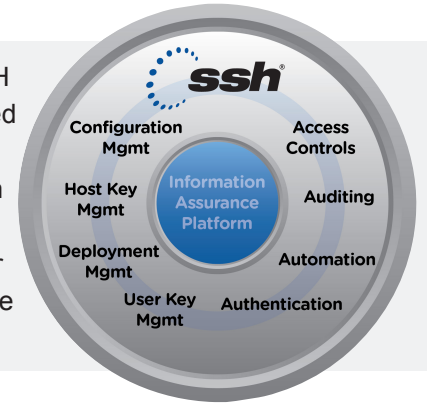 H
ed
ssh®
Configuration
Mgmt
Access
Controls
Host Key
Mgmt
Information
Assurance
Platform
Auditing
Deployment
Mgmt
Automation
User Key
Mgmt
Authentication
e